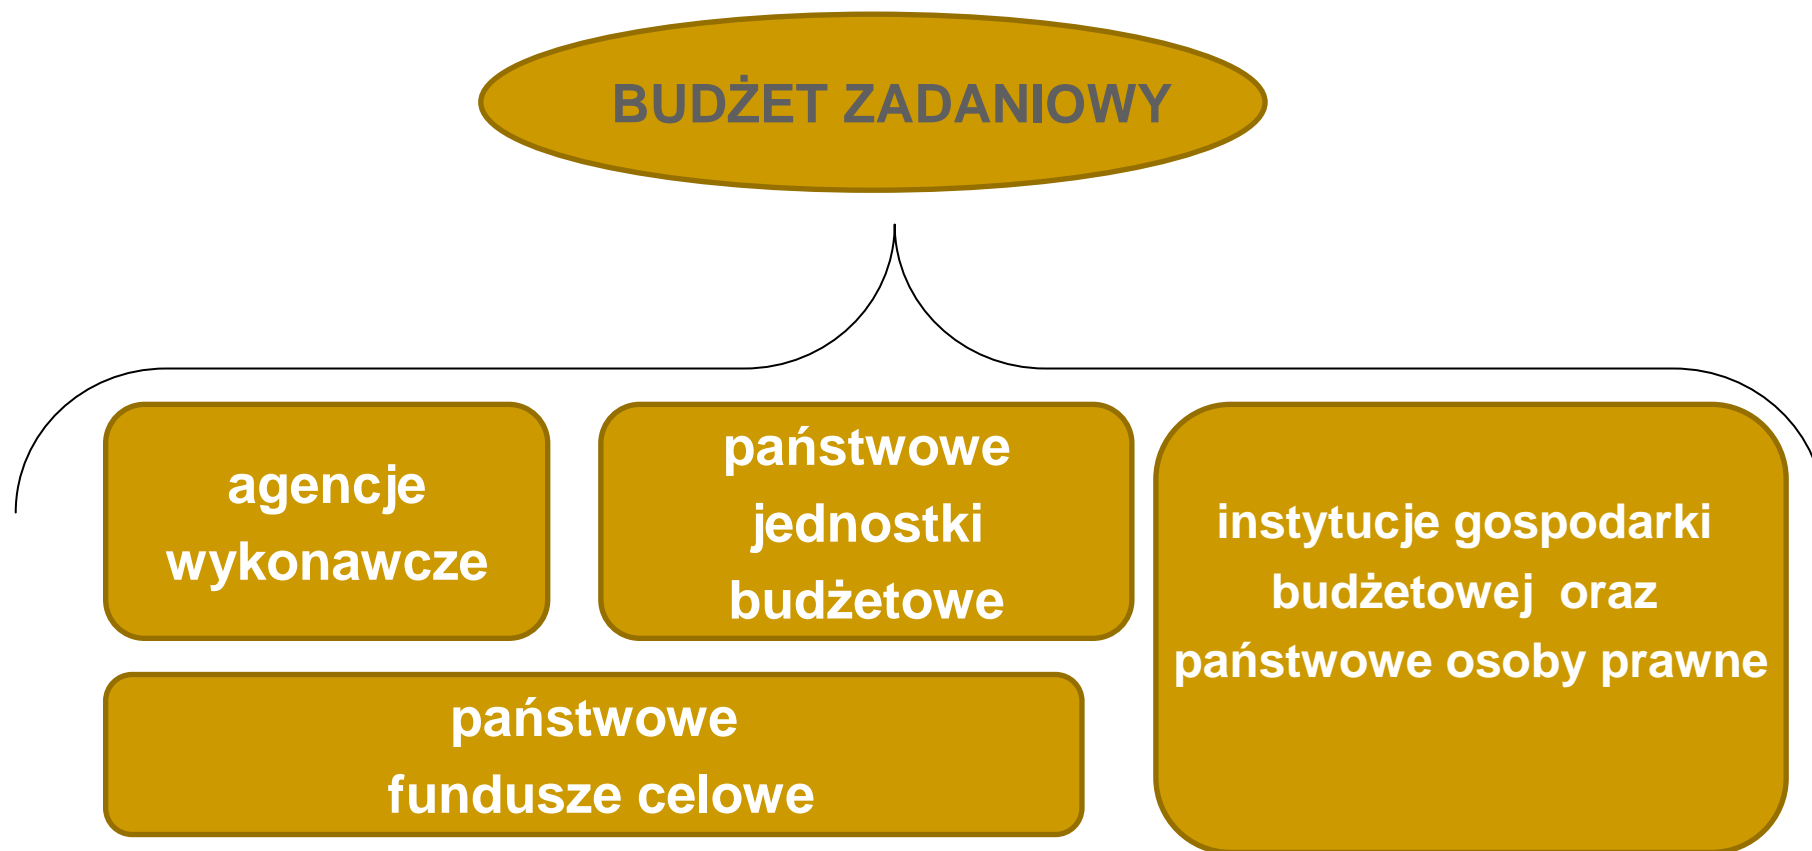 BUDŻET ZADANIOWY
agencje
wykonawcze
państwowe
jednostki
budżetowe
instytucje gospodarki
budżetowej oraz
państwowe osoby prawne
państwowe
fundusze celowe